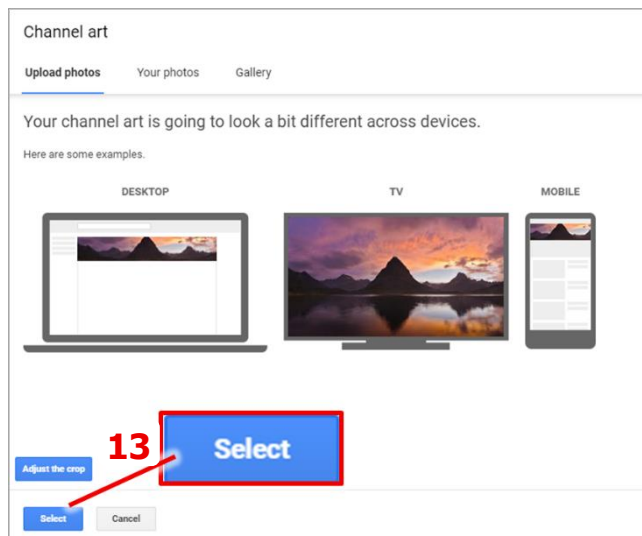 Channel art
Upload photos Your photos Gallery
Your channel art is going to look a bit different across devices.
Here are some examples.
DESKTOP TV MOBILE
13 Select
Adjust the crop
Select Cancel